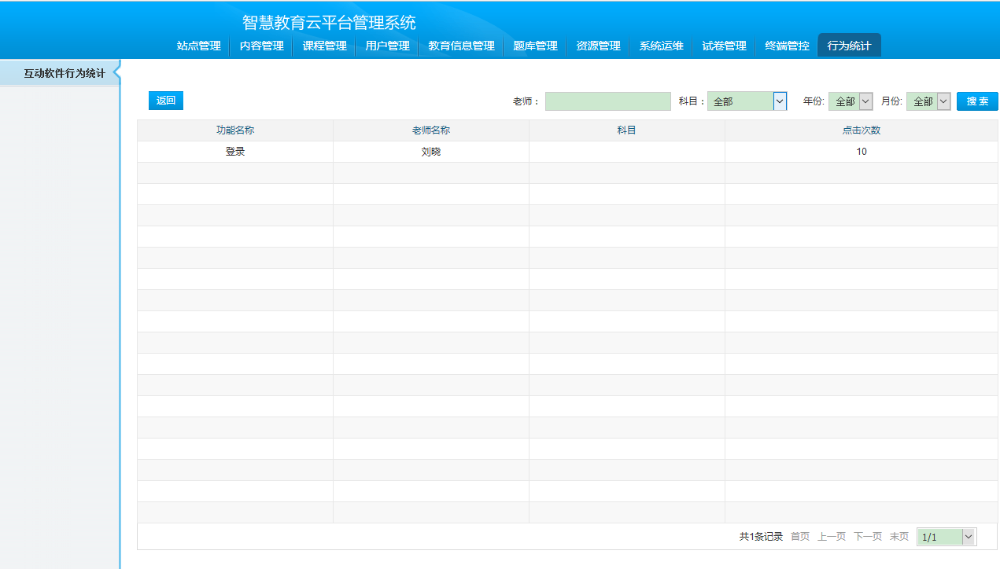 智慧教育云平台管理系统
站点管理 内容管理 课程管理 用户管理 教育信息管理 题库管理 资源管理 系统运维 试卷管理 终端管控 行为统计
互动软件行为统计
返回 老师： 科目： 全部 年份: 全部 月份: 全部 搜 索
功能名称 老师名称 科目 点击次数
登录 刘晓 10
共1条记录 首页 上一页 下一页 末页 1/1